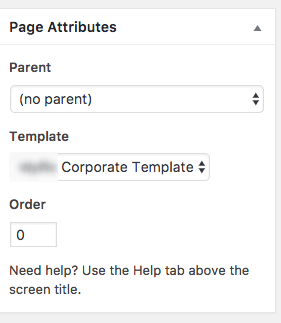 Page Attributes
Parent
(no parent)
Template
Corporate Template
Order
0
Need help? Use the Help tab above the
screen title.